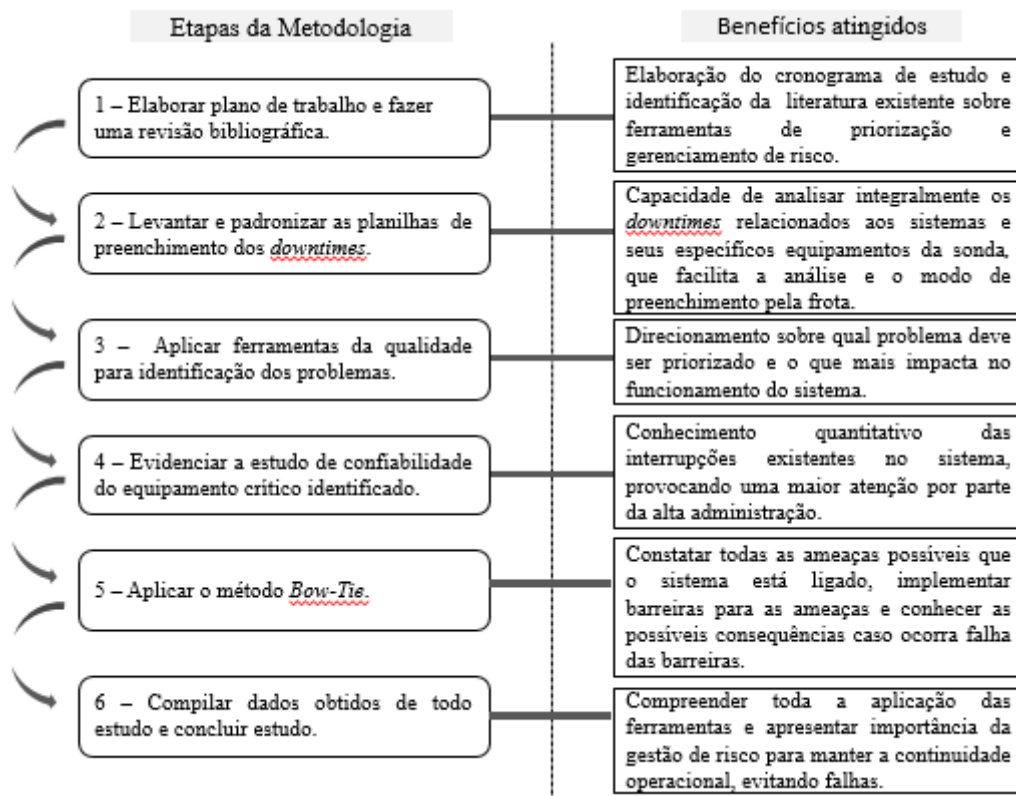 Etapas da Metodologia
Benefícios atingidos
1 – Elaborar plano de trabalho e fazer
uma revisão bibliográfica.
Elaboração do cronograma de estudo e
identificação da literatura existente sobre
ferramentas de priorização e
gerenciamento de risco.
2 – Levantar e padronizar as planilhas de
preenchimento dos downtimes.
Capacidade de analisar integralmente os
downtimes relacionados aos sistemas e
seus específicos equipamentos da sonda,
que facilita a análise e o modo de
preenchimento pela frota.
3 – Aplicar ferramentas da qualidade
para identificação dos problemas.
Direcionamento sobre qual problema deve
ser priorizado e o que mais impacta no
funcionamento do sistema.
4 – Evidenciar a estudo de confiabilidade
do equipamento crítico identificado.
Conhecimento quantitativo das
interrupções existentes no sistema,
provocando uma maior atenção por parte
da alta administração.
5 – Aplicar o método Bow-Tie.
Constatar todas as ameaças possíveis que
o sistema está ligado, implementar
barreiras para as ameaças e conhecer as
possíveis consequências caso ocorra falha
das barreiras.
6 – Compilar dados obtidos de todo
estudo e concluir estudo.
Compreender toda a aplicação das
ferramentas e apresentar importância da
gestão de risco para manter a continuidade
operacional, evitando falhas.